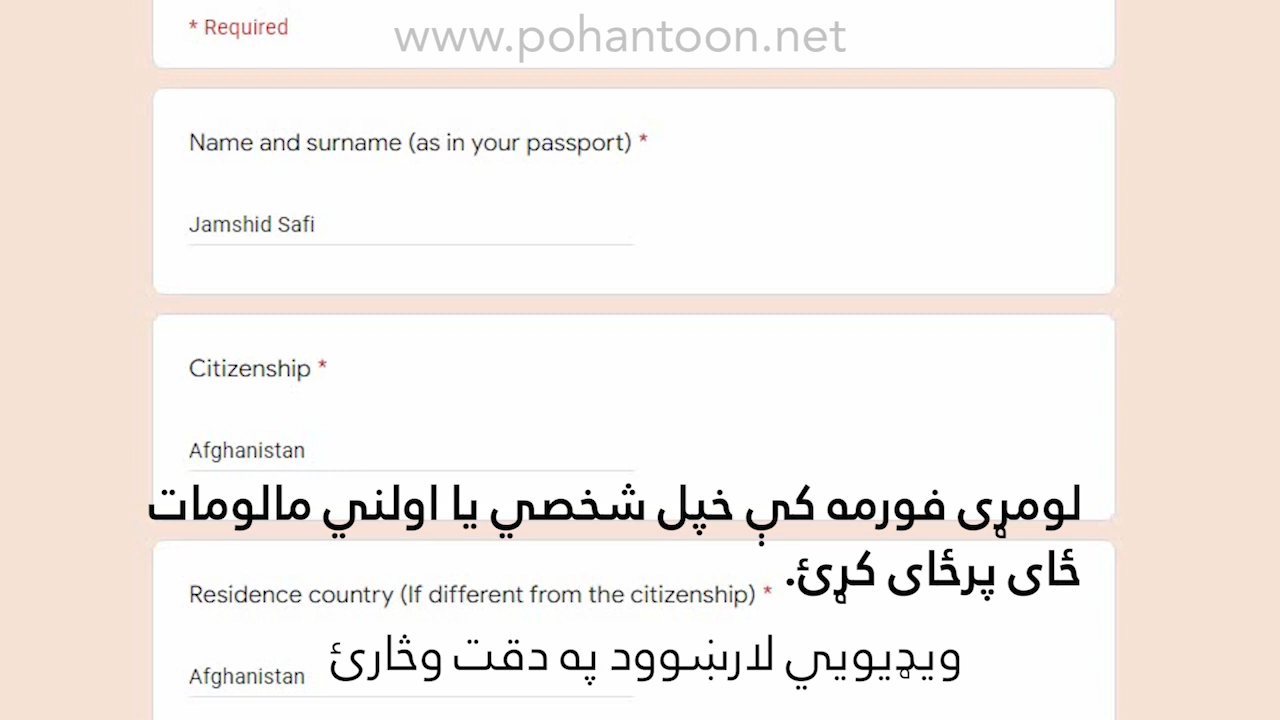 * Required
www.pohantoon.net
Name and surname (as in your passport) *
Jamshid Safi
Citizenship *
Afghanistan
لومړی فورمه کې خپل شخصي یا اولني مالومات
ځای پرځای کړئ.
Residence country (If different from the citizenship) *
ویډیویي لارښوود په دقت وڅارئ
Afghanistan